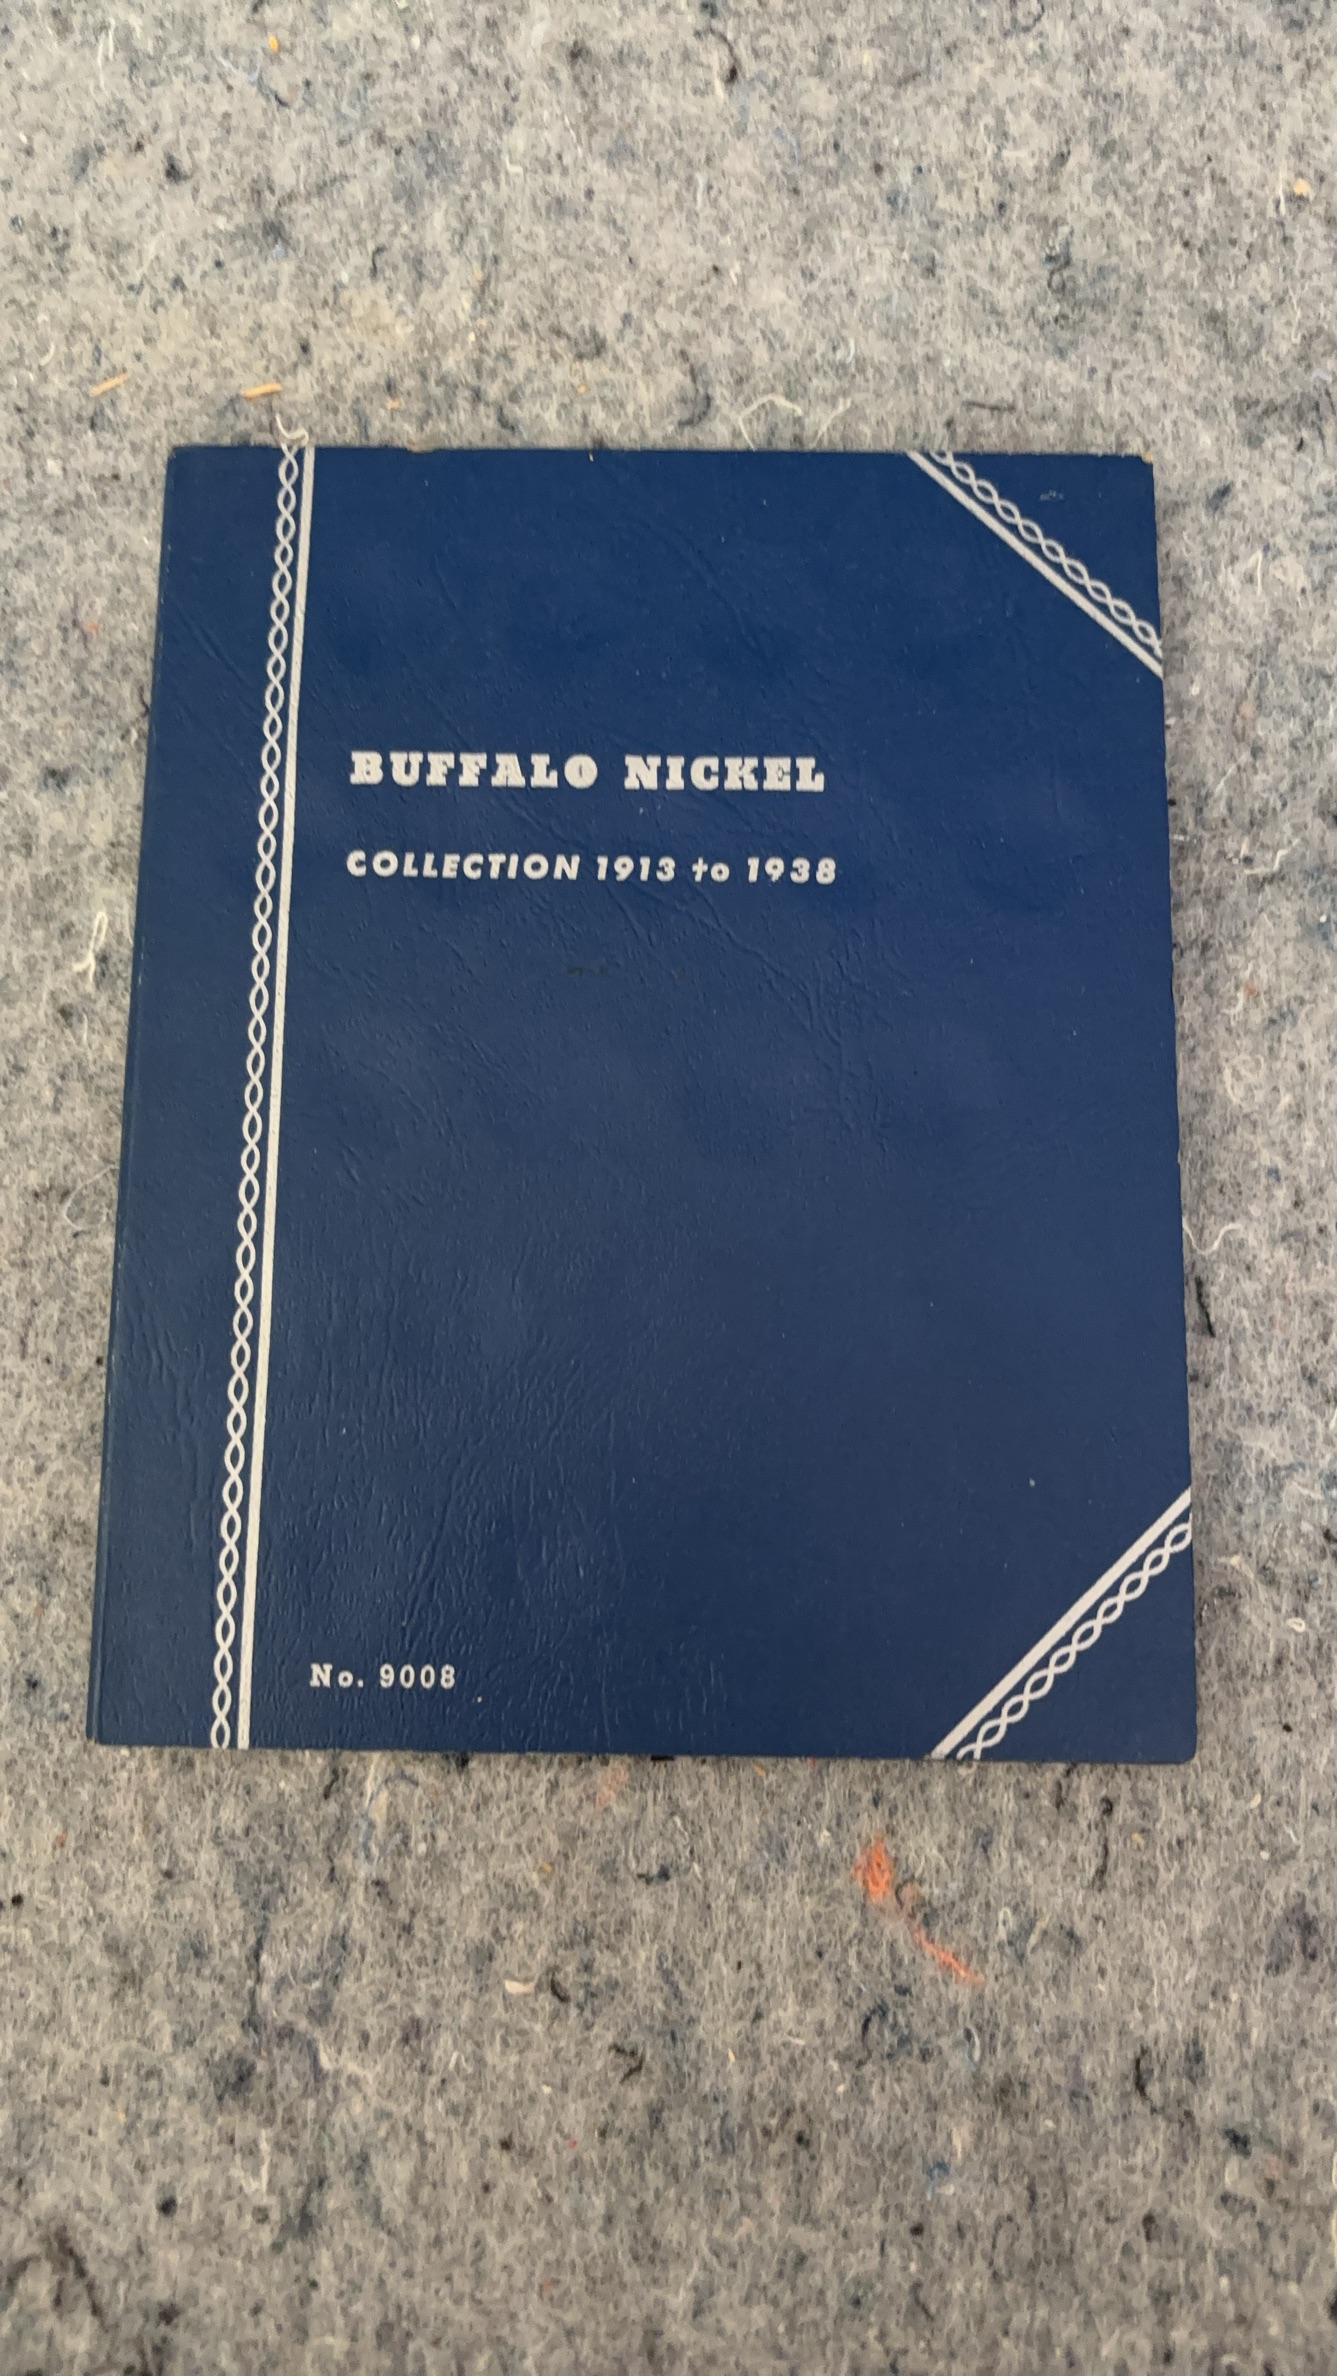 BUFFALO NICKEL
COLLECTION 1913 to 1938
No. 9008